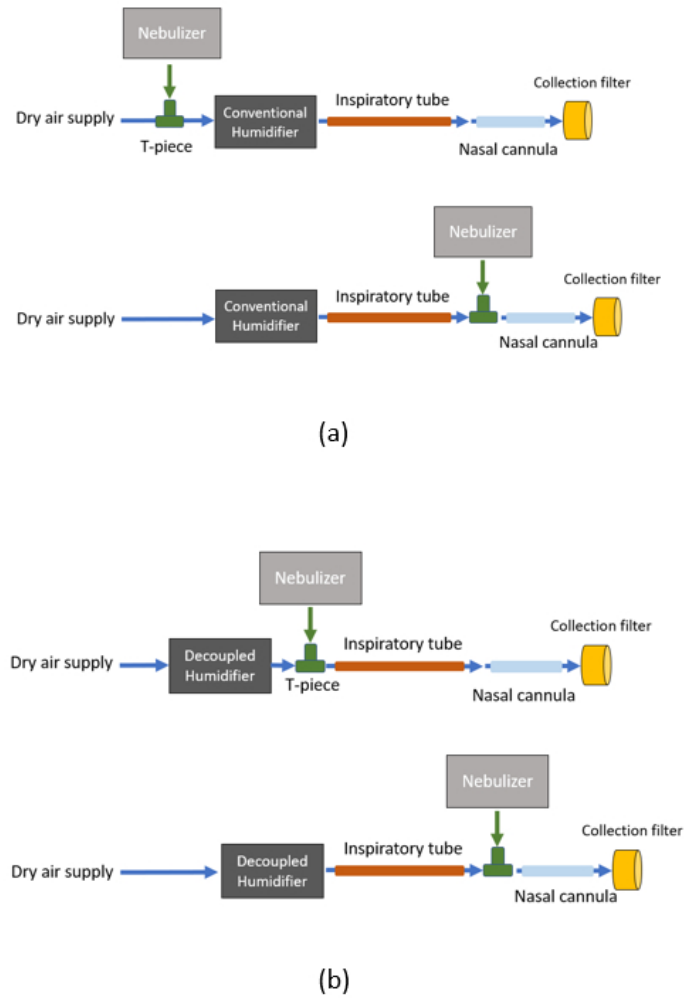 Nebulizer
Collection filter
Inspiratory tube
Dry air supply
Conventional
Humidifier
T-piece
Nasal cannula
Nebulizer
Collection filter
Inspiratory tube
Dry air supply
Conventional
Humidifier
Nasal cannula
(a)
Nebulizer
Collection filter
Inspiratory tube
Dry air supply
Decoupled
Humidifier
T-piece
Nasal cannula
Nebulizer
Collection filter
Inspiratory tube
Dry air supply
Decoupled
Humidifier
Nasal cannula
(b)